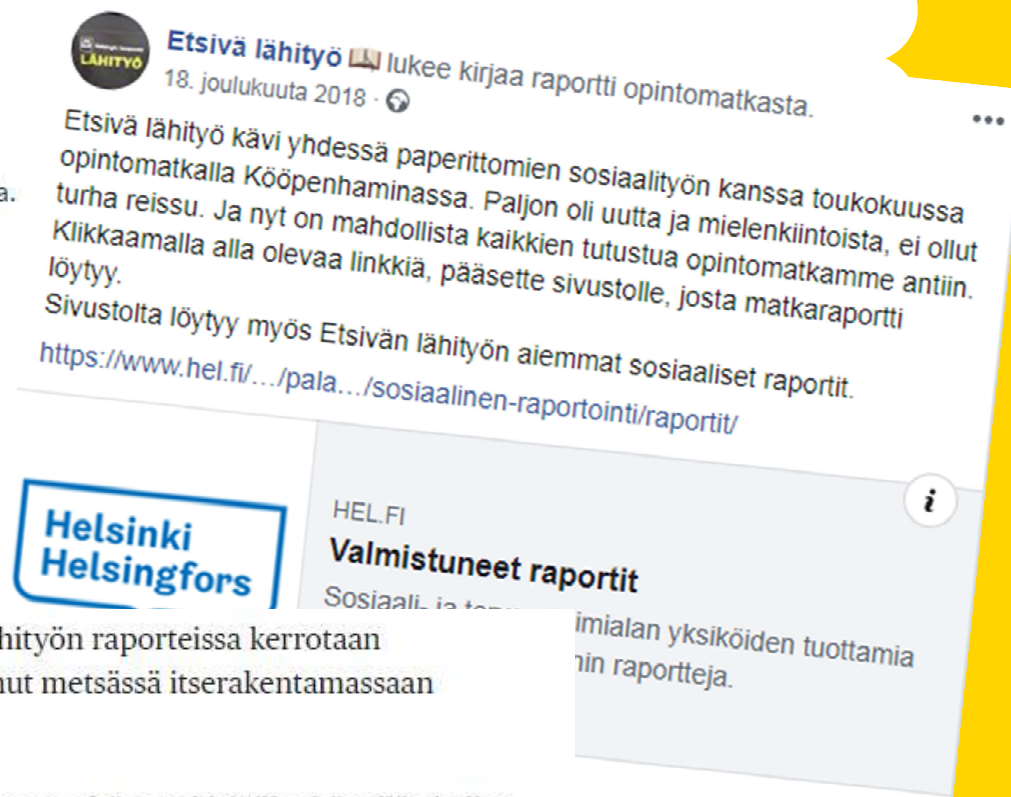 LÄHITYÖ
Etsivä lähityö lukee kirjaa raportti opintomatkasta.
18. joulukuuta 2018 ·
Etsivä lähityö kävi yhdessä paperittomien sosiaalityön kanssa toukokuussa
opintomatkalla Kööpenhaminassa. Paljon oli uutta ja mielenkiintoista, ei ollut
turha reissu. Ja nyt on mahdollista kaikkien tutustua opintomatkamme antiin.
Klikkaamalla alla olevaa linkkiä, pääsette sivustolle, josta matkaraportti
löytyy.
Sivustolta löytyy myös Etsivän lähityön aiemmat sosiaaliset raportit.
https://www.hel.fi/…/pala…/sosiaalinen-raportointi/raportit/
Helsinki
Helsingfors
HEL.FI
Valmistuneet raportit
Sosiaali- ja imialan yksiköiden tuottamia
nin raportteja.
hityön raporteissa kerrotaan
nut metsässä itserakentamassaan